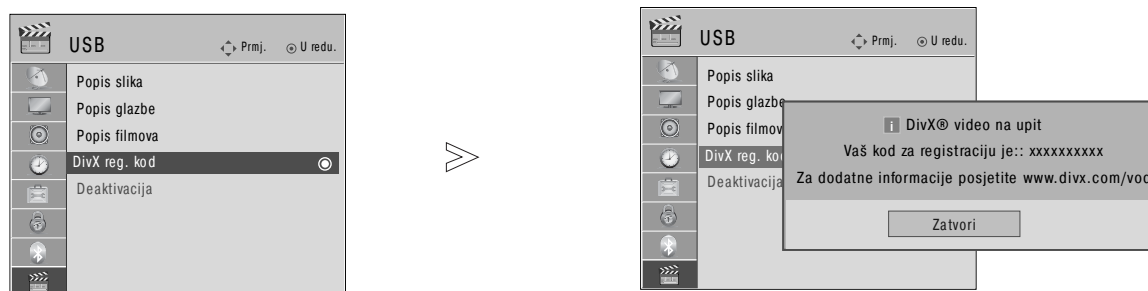 USB
Prmj. U redu.
Popis slika
Popis glazbe
Popis filmova
DivX reg. kod
Deaktivacija
USB
Prmj. U redu.
Popis slika
Popis glazbe
Popis filmov
DivX reg. ko
Deaktivacija
i DivX® video na upit
Vaš kod za registraciju je:: xxxxxxxxxx
Za dodatne informacije posjetite www.divx.com/vod
Zatvori